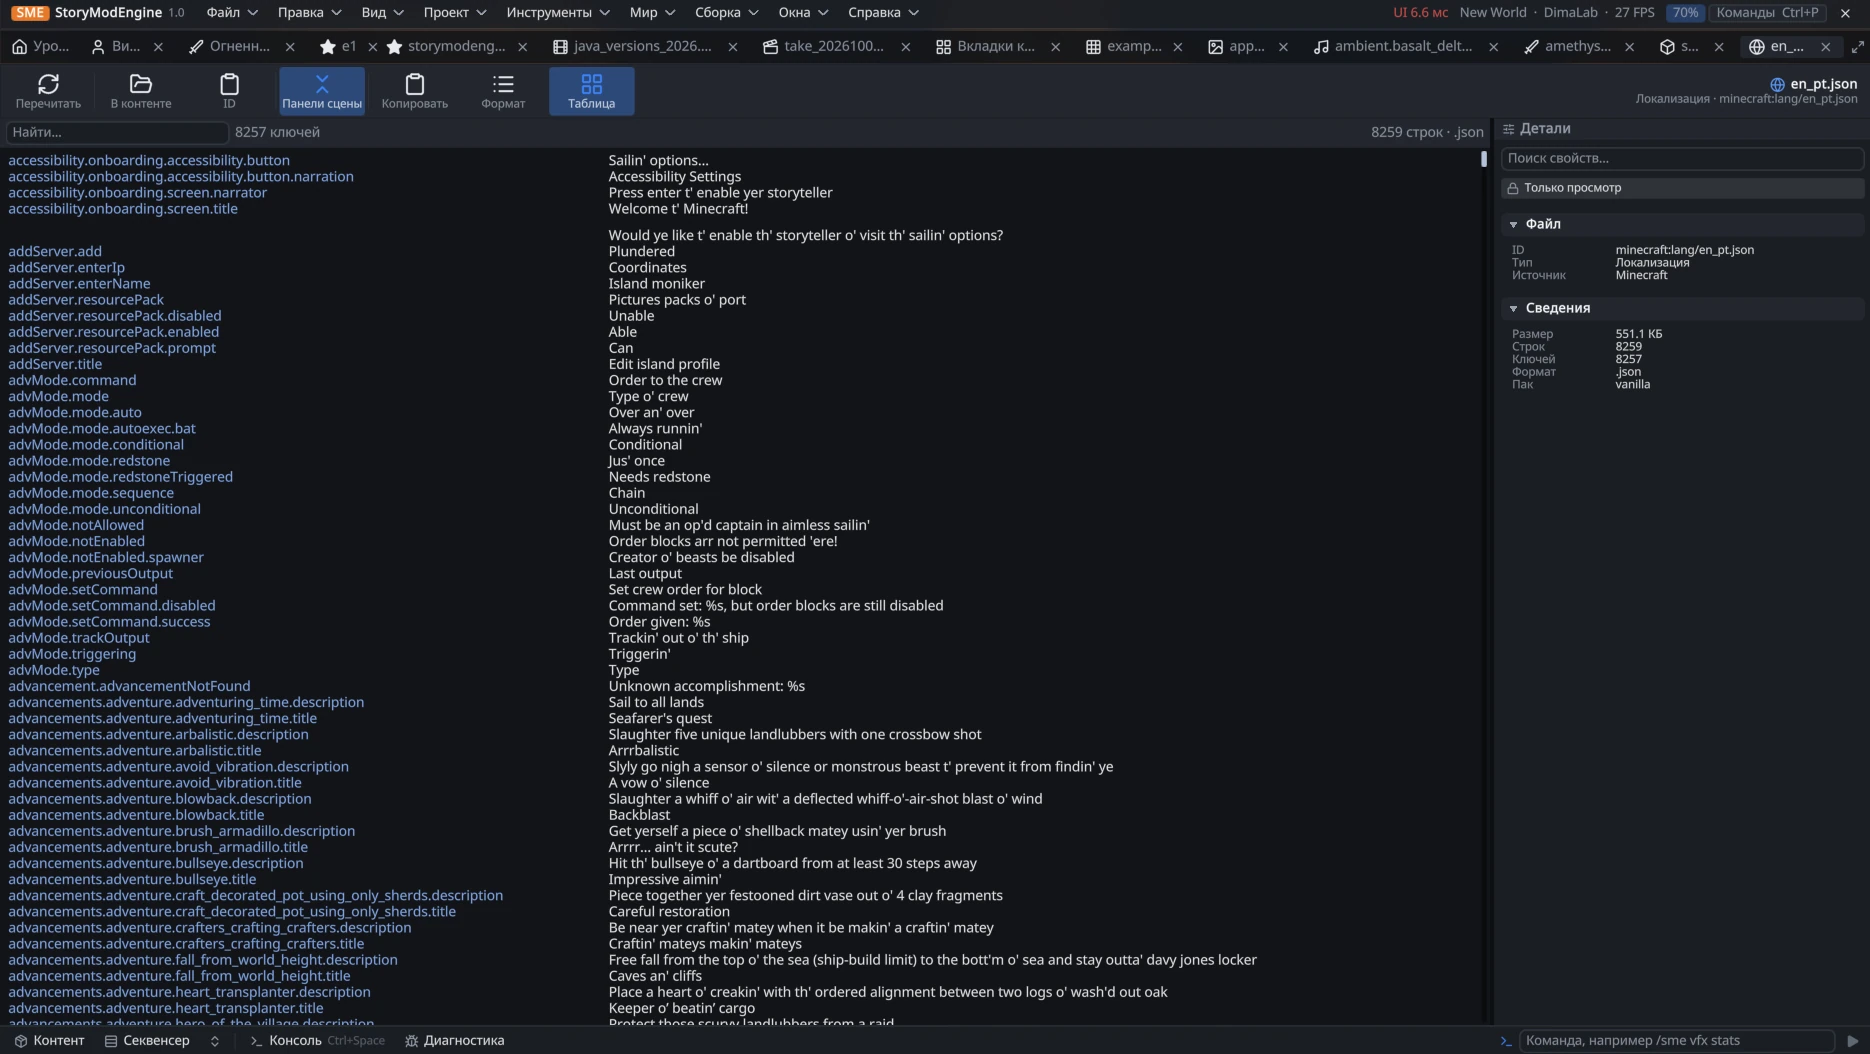 SME StoryModEngine 1.0 Файл Правка Вид Проект Инструменты Мир Сборка Окна Справка UI 6.6 мс New World · DimaLab · 27 FPS 70% Команды Ctrl+P
Уро... Ви... Огненн... e1 storymodeng... java_versions_2026.... take_2026100... Вкладки к... examp... app... ambient.basalt_delt... amethys... s... en_...
Перечитать В контенте ID Панели сцены Копировать Формат Таблица
en_pt.json
Локализация · minecraft:lang/en_pt.json
Найти... 8257 ключей 8259 строк · .json
accessibility.onboarding.accessibility.button Sailin' options...
accessibility.onboarding.accessibility.button.narration Accessibility Settings
accessibility.onboarding.screen.narrator Press enter t' enable yer storyteller
accessibility.onboarding.screen.title Welcome t' Minecraft!
Would ye like t' enable th' storyteller o' visit th' sailin' options?
addServer.add Plundered
addServer.enterIp Coordinates
addServer.enterName Island moniker
addServer.resourcePack Pictures packs o' port
addServer.resourcePack.disabled Unable
addServer.resourcePack.enabled Able
addServer.resourcePack.prompt Can
addServer.title Edit island profile
advMode.command Order to the crew
advMode.mode Type o' crew
advMode.mode.auto Over an' over
advMode.mode.autoexec.bat Always runnin'
advMode.mode.conditional Conditional
advMode.mode.redstone Jus' once
advMode.mode.redstoneTriggered Needs redstone
advMode.mode.sequence Chain
advMode.mode.unconditional Unconditional
advMode.notAllowed Must be an op'd captain in aimless sailin'
advMode.notEnabled Order blocks arr not permitted 'ere!
advMode.notEnabled.spawner Creator o' beasts be disabled
advMode.previousOutput Last output
advMode.setCommand Set crew order for block
advMode.setCommand.disabled Command set: %s, but order blocks are still disabled
advMode.setCommand.success Order given: %s
advMode.trackOutput Trackin' out o' th' ship
advMode.triggering Triggerin'
advMode.type Type
advancement.advancementNotFound Unknown accomplishment: %s
advancements.adventure.adventuring_time.description Sail to all lands
advancements.adventure.adventuring_time.title Seafarer's quest
advancements.adventure.arbalistic.description Slaughter five unique landlubbers with one crossbow shot
advancements.adventure.arbalistic.title Arrrbalistic
advancements.adventure.avoid_vibration.description Slyly go nigh a sensor o' silence or monstrous beast t' prevent it from findin' ye
advancements.adventure.avoid_vibration.title A vow o' silence
advancements.adventure.blowback.description Slaughter a whiff o' air wit' a deflected whiff-o'-air-shot blast o' wind
advancements.adventure.blowback.title Backblast
advancements.adventure.brush_armadillo.description Get yerself a piece o' shellback matey usin' yer brush
advancements.adventure.brush_armadillo.title Arrrr... ain't it scute?
advancements.adventure.bullseye.description Hit th' bullseye o' a dartboard from at least 30 steps away
advancements.adventure.bullseye.title Impressive aimin'
advancements.adventure.craft_decorated_pot_using_only_sherds.description Piece together yer festooned dirt vase out o' 4 clay fragments
advancements.adventure.craft_decorated_pot_using_only_sherds.title Careful restoration
advancements.adventure.crafters_crafting_crafters.description Be near yer craftin' matey when it be makin' a craftin' matey
advancements.adventure.crafters_crafting_crafters.title Craftin' mateys makin' mateys
advancements.adventure.fall_from_world_height.description Free fall from the top o' the sea (ship-build limit) to the bott'm o' sea and stay outta' davy jones locker
advancements.adventure.fall_from_world_height.title Caves an' cliffs
advancements.adventure.heart_transplanter.description Place a heart o' creakin' with th' ordered alignment between two logs o' wash'd out oak
advancements.adventure.heart_transplanter.title Keeper o’ beatin’ cargo
advancements.adventure.hero_of_the_village.description Protect those scurvy landlubbers from a raid
Детали
Поиск свойств...
Только просмотр
Файл
ID minecraft:lang/en_pt.json
Тип Локализация
Источник Minecraft
Сведения
Размер 551.1 КБ
Строк 8259
Ключей 8257
Формат .json
Пак vanilla
Контент Секвенсер Консоль Ctrl+Space Диагностика Команда, например /sme vfx stats